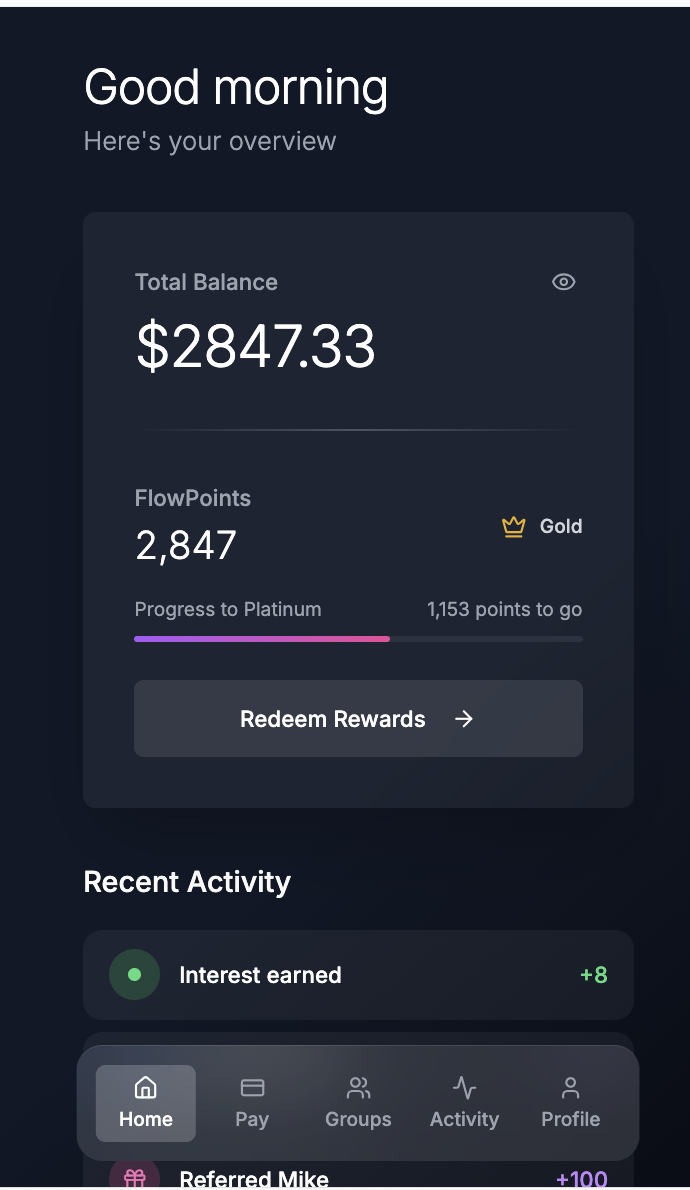 Good morning
Here's your overview
Total Balance
$2847.33
FlowPoints
2,847
Gold
Progress to Platinum 1,153 points to go
Redeem Rewards
Recent Activity
Interest earned +8
Home Pay Groups Activity Profile
Referred Mike +100